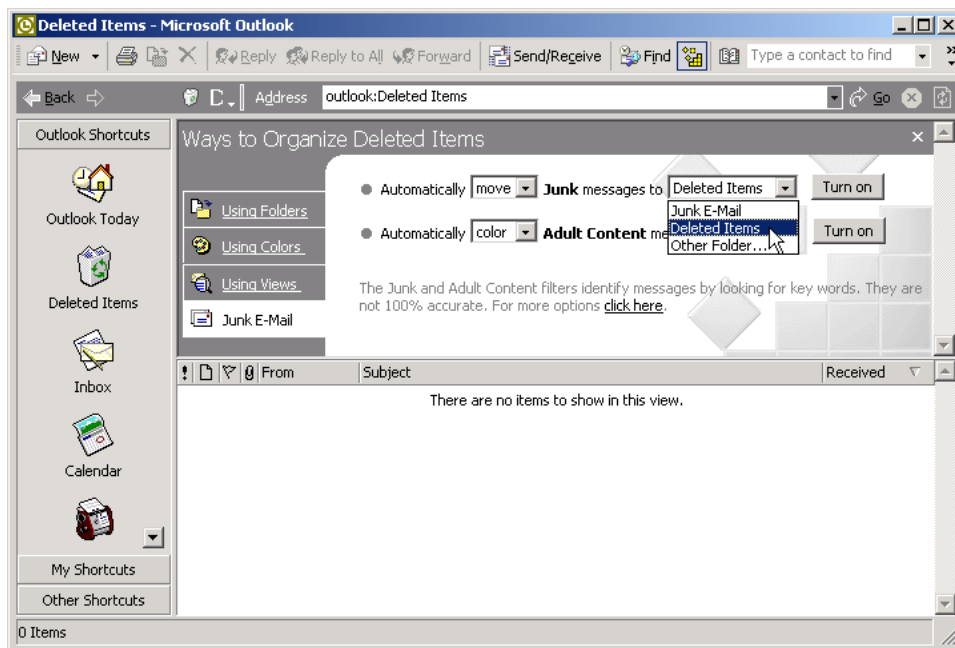 Deleted Items - Microsoft Outlook
New Reply Reply to All Forward Send/Receive Find Type a contact to find
Back Address outlook:Deleted Items Go
Outlook Shortcuts
Outlook Today
Deleted Items
Inbox
Calendar
My Shortcuts
Other Shortcuts
Ways to Organize Deleted Items
Using Folders
Using Colors
Using Views
Junk E-Mail
Automatically move Junk messages to Deleted Items Turn on
Junk E-Mail
Deleted Items
Other Folder...
Automatically color Adult Content me Turn on
The Junk and Adult Content filters identify messages by looking for key words. They are
not 100% accurate. For more options click here.
! From Subject Received
There are no items to show in this view.
0 Items